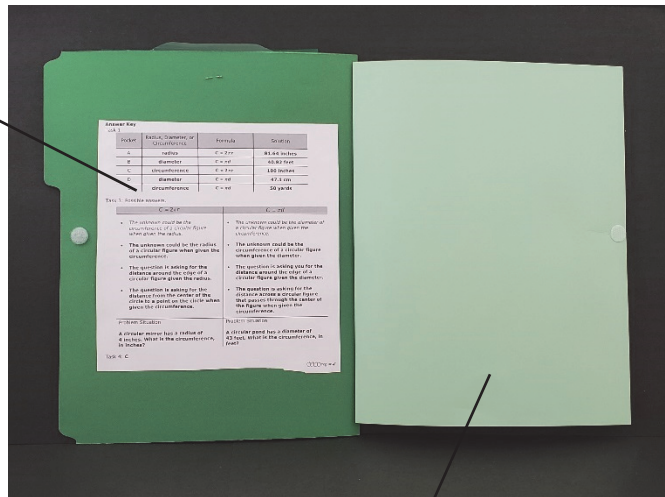 Answer Key
Task 1
Pocket Radius, Diameter, or Circumference Formula Solution
A radius C = 2πr 81.64 inches
B diameter C = πd
C circumference C = 2πr 180 inches
D diameter C = πd 47.1 cm
circumference C = πd 50 yards
Task 3. Possible answers:
C = 2πr C = πd
• The unknown could be the
circumference of a circular figure
when given the radius.
• The unknown could be the radius
of a circular figure when given the
circumference.
• The question is asking for the
distance around the edge of a
circular figure given the radius.
• The question is asking for the
distance from the center of the
circle to a point on the circle when
given the circumference.
• The unknown could be the diameter of
a circular figure when given the
circumference.
• The unknown could be the
circumference of a circular figure
when given the diameter.
• The question is asking you for the
distance around the edge of a
circular figure given the diameter.
• The question is asking for the
distance across a circular figure
that passes through the center of
the figure when given the
circumference.
Problem Situation
A circular mirror has a radius of
4 inches. What is the circumference,
in inches?
Problem Situation
A circular pond has a diameter of
43 feet. What is the circumference, in
feet?
Task 4: C